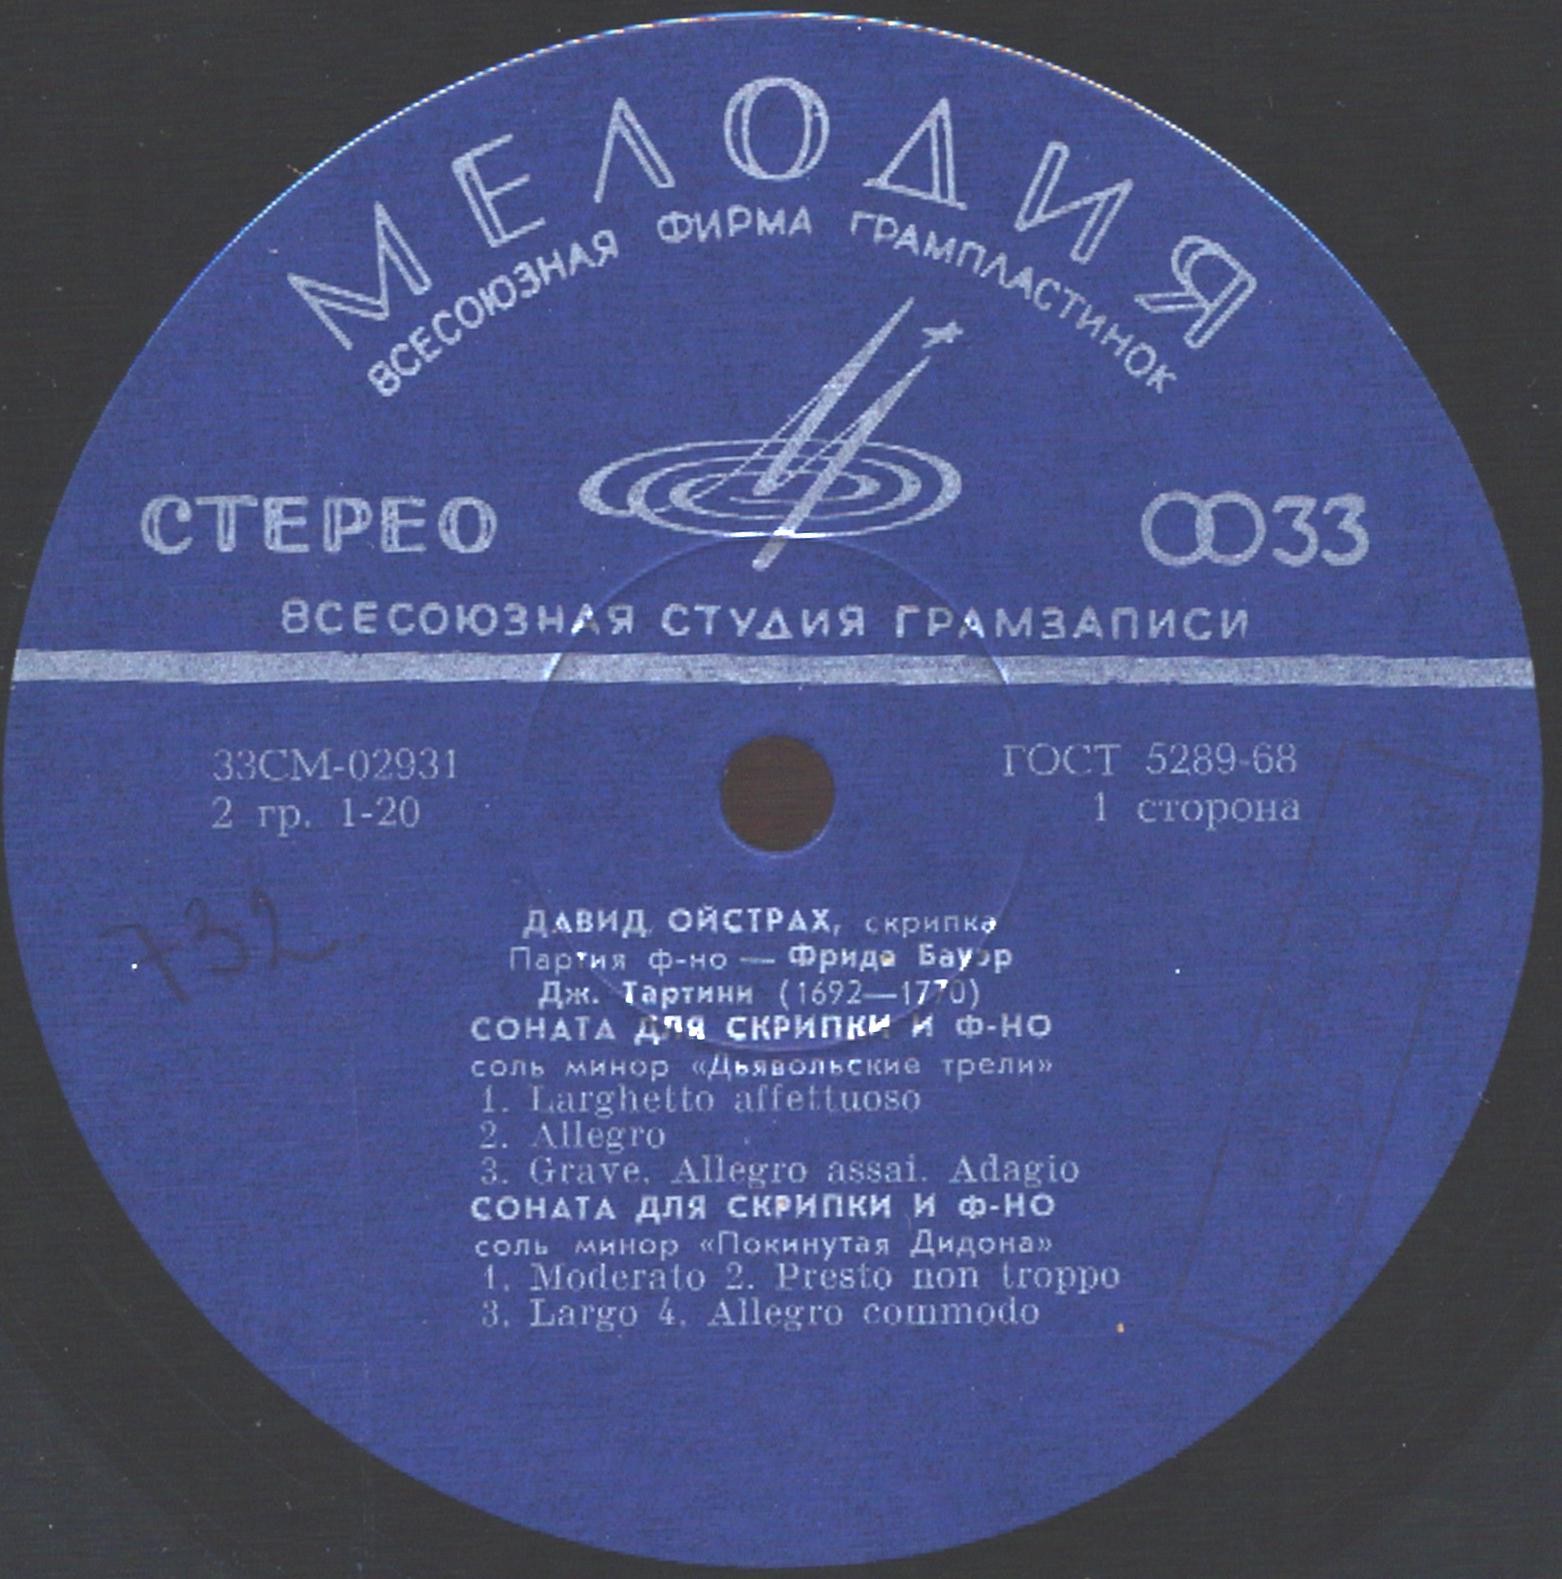 МЕЛОДИЯ
ВСЕСОЮЗНАЯ ФИРМА ГРАМПЛАСТИНОК
СТЕРЕО
33
ВСЕСОЮЗНАЯ СТУДИЯ ГРАМЗАПИСИ
33СМ-02931
ГОСТ 5289-68
2 гр. 1-20
1 сторона
732
ДАВИД ОЙСТРАХ, скрипка
Партия ф-но — Фрида Бауэр
Дж. Тартини (1692—1770)
СОНАТА ДЛЯ СКРИПКИ И Ф-НО
соль минор «Дьявольские трели»
1. Larghetto affettuoso
2. Allegro
3. Grave. Allegro assai. Adagio
СОНАТА ДЛЯ СКРИПКИ И Ф-НО
соль минор «Покинутая Дидона»
1. Moderato 2. Presto non troppo
3. Largo 4. Allegro commodo